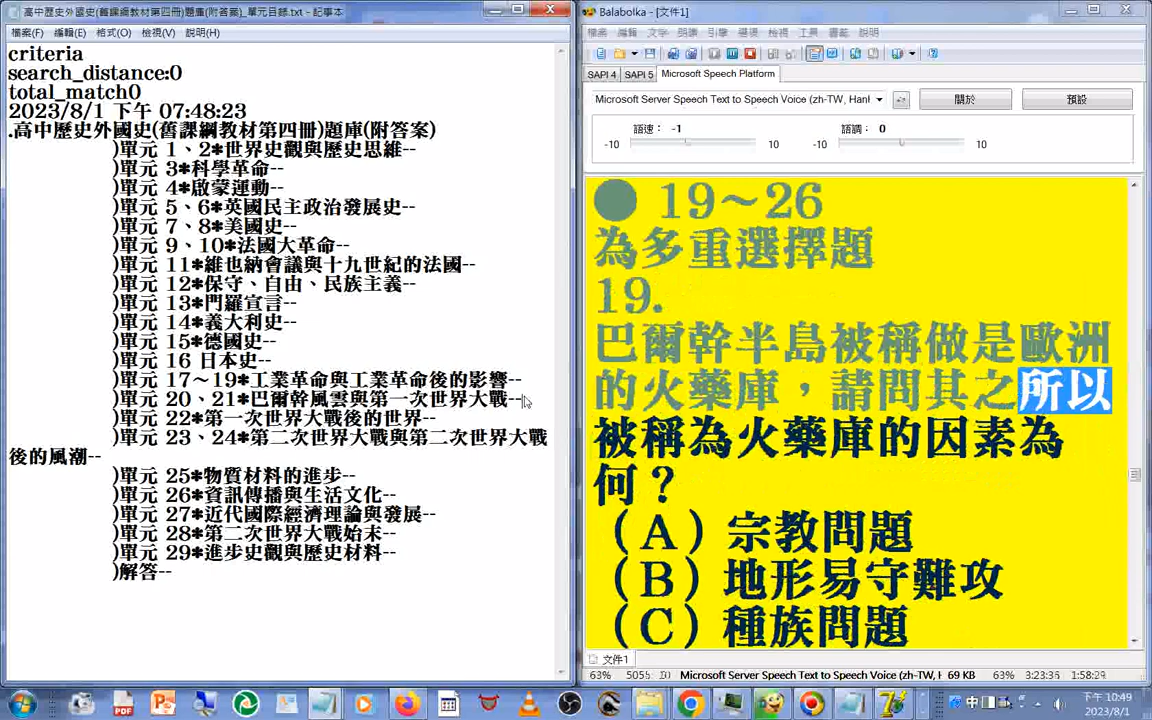 高中歷史外國史(舊課綱教材第四冊)題庫(附答案)_單元目錄.txt - 記事本
檔案(F) 編輯(E) 格式(O) 檢視(V) 說明(H)
criteria
search_distance:0
total_match0
2023/8/1 下午 07:48:23
.高中歷史外國史(舊課綱教材第四冊)題庫(附答案)
)單元 1、2*世界史觀與歷史思維--
)單元 3*科學革命--
)單元 4*啟蒙運動--
)單元 5、6*英國民主政治發展史--
)單元 7、8*美國史--
)單元 9、10*法國大革命--
)單元 11*維也納會議與十九世紀的法國--
)單元 12*保守、自由、民族主義--
)單元 13*門羅宣言--
)單元 14*義大利史--
)單元 15*德國史--
)單元 16 日本史--
)單元 17～19*工業革命與工業革命後的影響--
)單元 20、21*巴爾幹風雲與第一次世界大戰--
)單元 22*第一次世界大戰後的世界--
)單元 23、24*第二次世界大戰與第二次世界大戰
後的風潮--
)單元 25*物質材料的進步--
)單元 26*資訊傳播與生活文化--
)單元 27*近代國際經濟理論與發展--
)單元 28*第二次世界大戰始末--
)單元 29*進步史觀與歷史材料--
)解答--
Balabolka - [文件1]
檔案 編輯 文字 朗讀 引擎 選項 檢視 工具 書籤 說明
SAPI 4 SAPI 5 Microsoft Speech Platform
Microsoft Server Speech Text to Speech Voice (zh-TW, Hanl 關於 預設
語速： -1 語調： 0
-10 10 -10 10
● 19～26
為多重選擇題
19.
巴爾幹半島被稱做是歐洲
的火藥庫，請問其之所以
被稱為火藥庫的因素為
何？
（A）宗教問題
（B）地形易守難攻
（C）種族問題
文件1
63% Microsoft Server Speech Text to Speech Voice (zh-TW, H 69 KB 63% 3:23:36
中
下午 10:49
2023/8/1